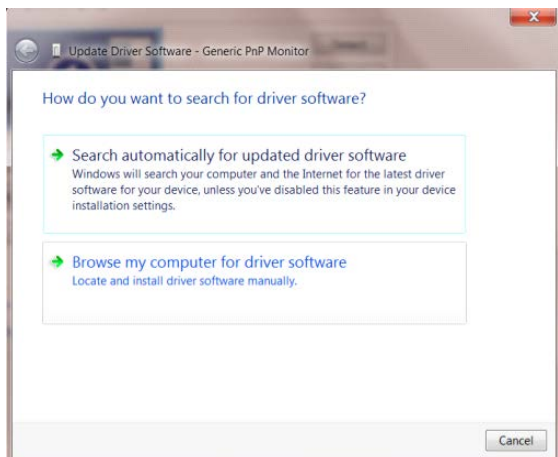 Update Driver Software - Generic PnP Monitor
How do you want to search for driver software?
Search automatically for updated driver software
Windows will search your computer and the Internet for the latest driver
software for your device, unless you've disabled this feature in your device
installation settings.
Browse my computer for driver software
Locate and install driver software manually.
Cancel